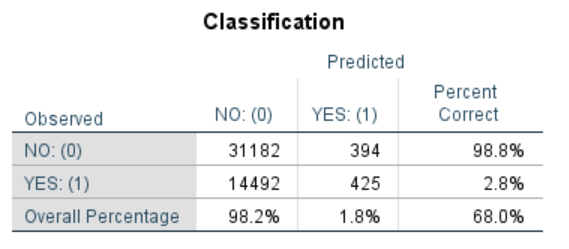 Classification
Predicted
Observed NO: (0) YES: (1) Percent Correct
NO: (0) 31182 394 98.8%
YES: (1) 14492 425 2.8%
Overall Percentage 98.2% 1.8% 68.0%